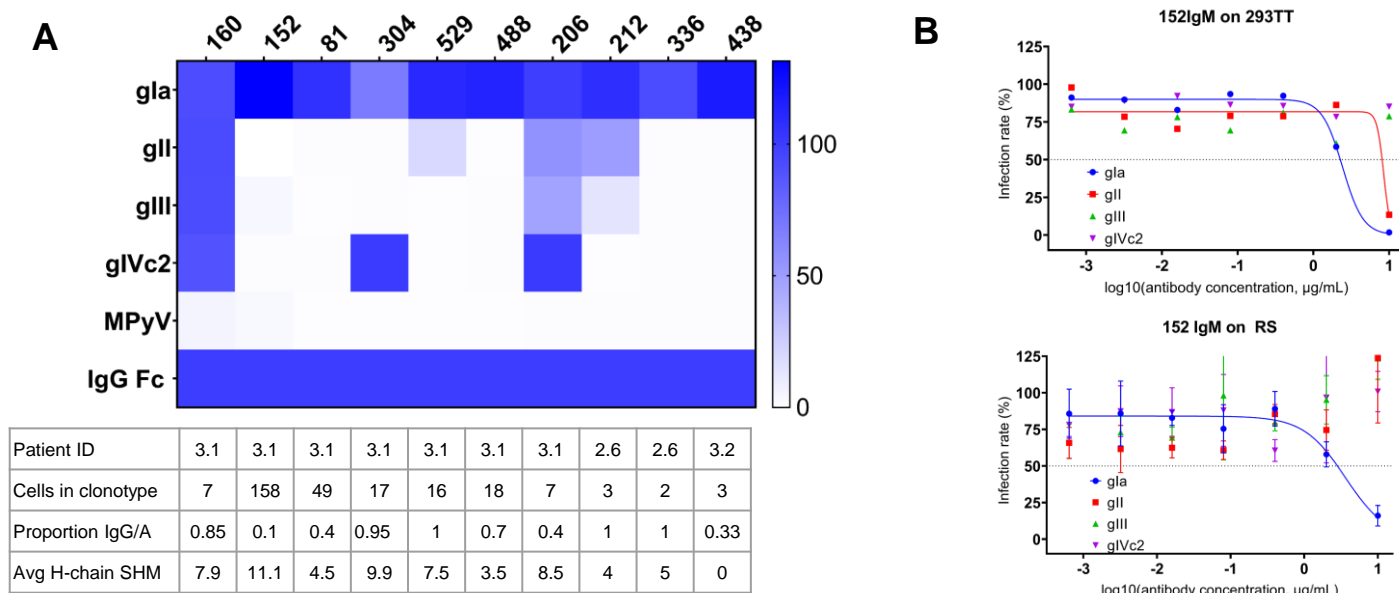 A
160 152 81 304 529 488 206 212 336 438
gIa
gII
gIII
gIVc2
MPyV
IgG Fc
100
50
0
Patient ID 3.1 3.1 3.1 3.1 3.1 3.1 3.1 2.6 2.6 3.2
Cells in clonotype 7 158 49 17 16 18 7 3 2 3
Proportion IgG/A 0.85 0.1 0.4 0.95 1 0.7 0.4 1 1 0.33
Avg H-chain SHM 7.9 11.1 4.5 9.9 7.5 3.5 8.5 4 5 0
B
152IgM on 293TT
Infection rate (%)
125
100
75
50
25
0
gIa
gII
gIII
gIVc2
-3 -2 -1 0 1
log10(antibody concentration, μg/mL)
152 IgM on RS
Infection rate (%)
125
100
75
50
25
0
gIa
gII
gIII
gIVc2
-3 -2 -1 0 1
log10(antibody concentration, μg/mL)